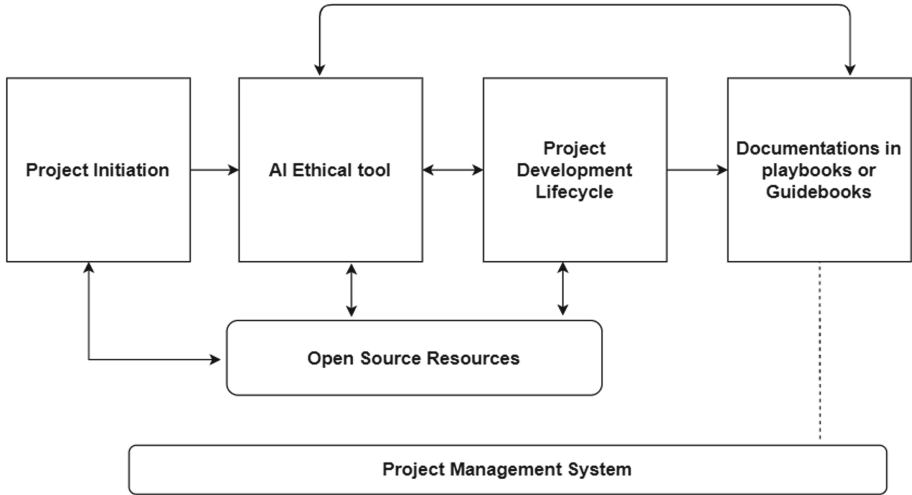 Project Initiation
AI Ethical tool
Project
Development
Lifecycle
Documentations in
playbooks or
Guidebooks
Open Source Resources
Project Management System